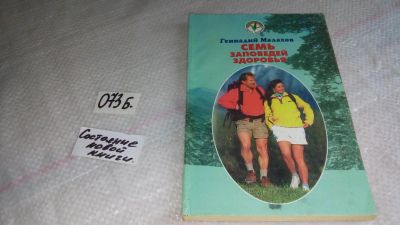 Геннадий Малахов
СЕМЬ
ЗАПОВЕДЕЙ
ЗДОРОВЬЯ
073б.
Состояние
новой
книги.